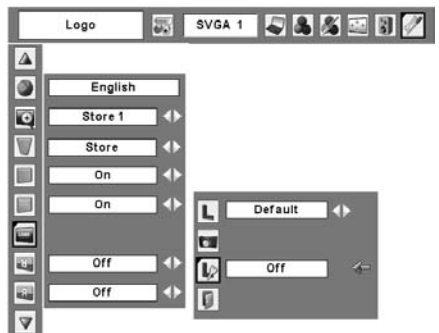 Logo
SVGA 1
English
Store 1
Store
On
On
Default
Off
Off
Off